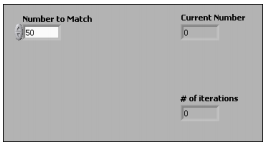 Number to Match
50
Current Number
0
# of iterations
0